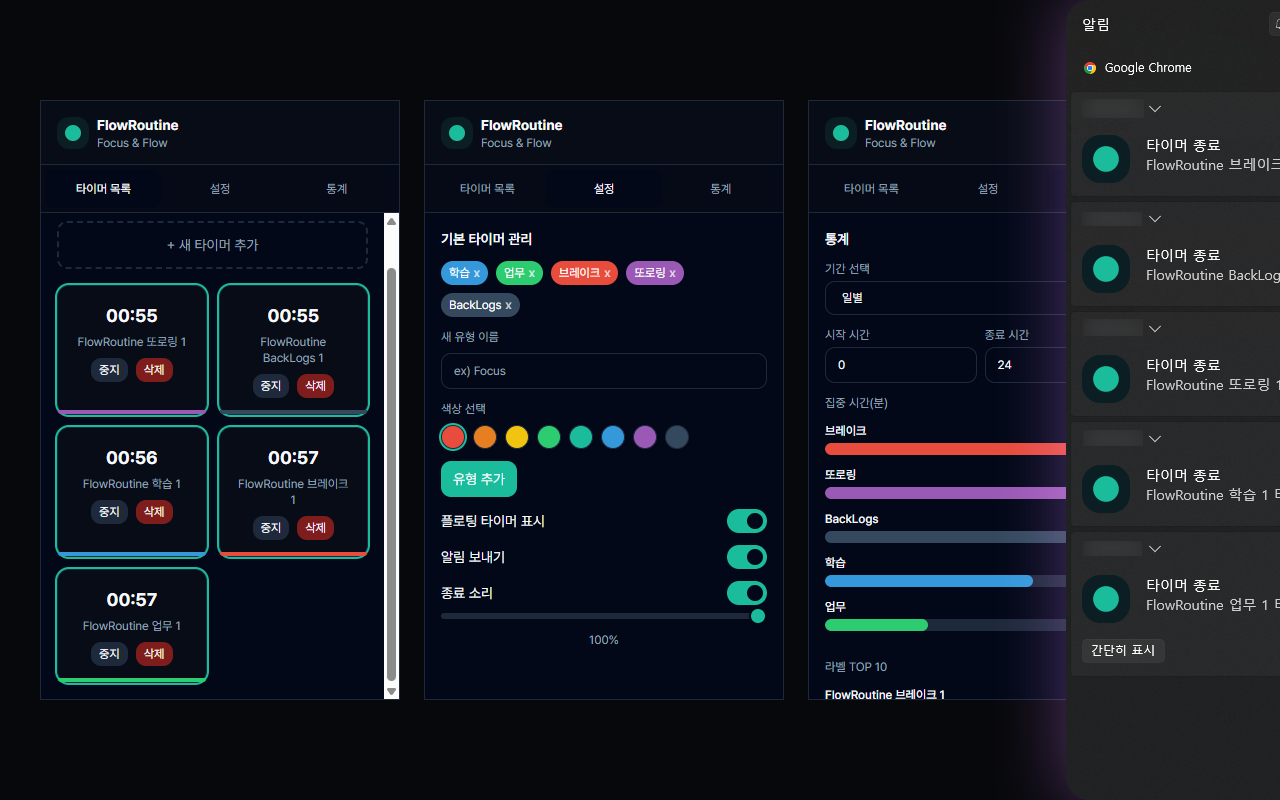 FlowRoutine
Focus & Flow
타이머 목록
설정
통계
+ 새 타이머 추가
00:55
FlowRoutine 또로링 1
중지
삭제
00:55
FlowRoutine
BackLogs 1
중지
삭제
00:56
FlowRoutine 학습 1
중지
삭제
00:57
FlowRoutine 브레이크
1
중지
삭제
00:57
FlowRoutine 업무 1
중지
삭제
FlowRoutine
Focus & Flow
타이머 목록
설정
통계
기본 타이머 관리
학습 x
업무 x
브레이크 x
또로링 x
BackLogs x
새 유형 이름
ex) Focus
색상 선택
유형 추가
플로팅 타이머 표시
알림 보내기
종료 소리
100%
FlowRoutine
Focus & Flow
타이머 목록
설정
통계
기간 선택
일별
시작 시간
종료 시간
0
24
집중 시간(분)
브레이크
또로링
BackLogs
학습
업무
라벨 TOP 10
FlowRoutine 브레이크 1
알림
Google Chrome
타이머 종료
FlowRoutine 브레이크
타이머 종료
FlowRoutine BackLog
타이머 종료
FlowRoutine 또로링 1
타이머 종료
FlowRoutine 학습 1
타이머 종료
FlowRoutine 업무 1
간단히 표시